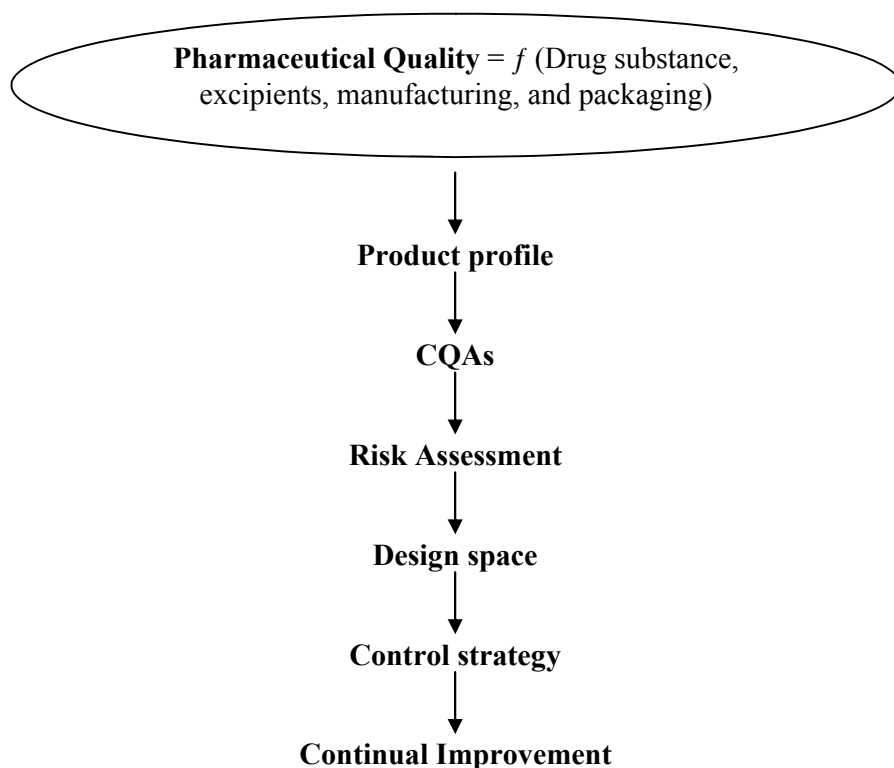 Pharmaceutical Quality = f (Drug substance,
excipients, manufacturing, and packaging)
Product profile
CQAs
Risk Assessment
Design space
Control strategy
Continual Improvement